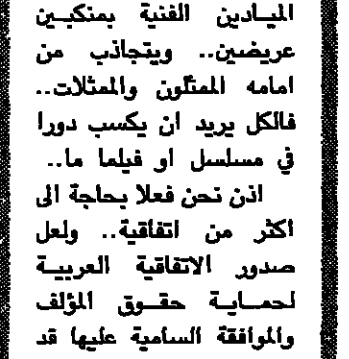 الميادين الفنية بمنكبين
عريضين.. ويتجاذب من
امامه الممثلون والممثلات..
فالكل يريد ان يكسب دورا
في مسلسل او فيلما ما..
اذن نحن فعلا بحاجة الى
اكثر من اتفاقية.. ولعل
صدور الاتفاقية العربية
لحماية حقوق المؤلف
والموافقة السامية عليها قد